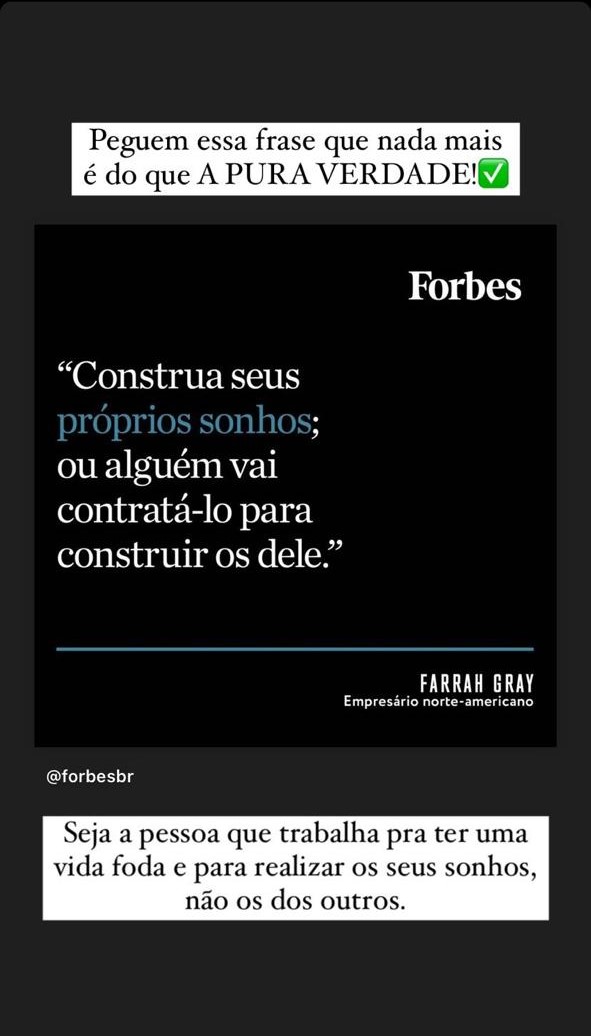 Peguem essa frase que nada mais
é do que A PURA VERDADE!✅
Forbes
“Construa seus
próprios sonhos;
ou alguém vai
contratá-lo para
construir os dele.”
FARRAH GRAY
Empresário norte-americano
@forbesbr
Seja a pessoa que trabalha pra ter uma
vida foda e para realizar os seus sonhos,
não os dos outros.